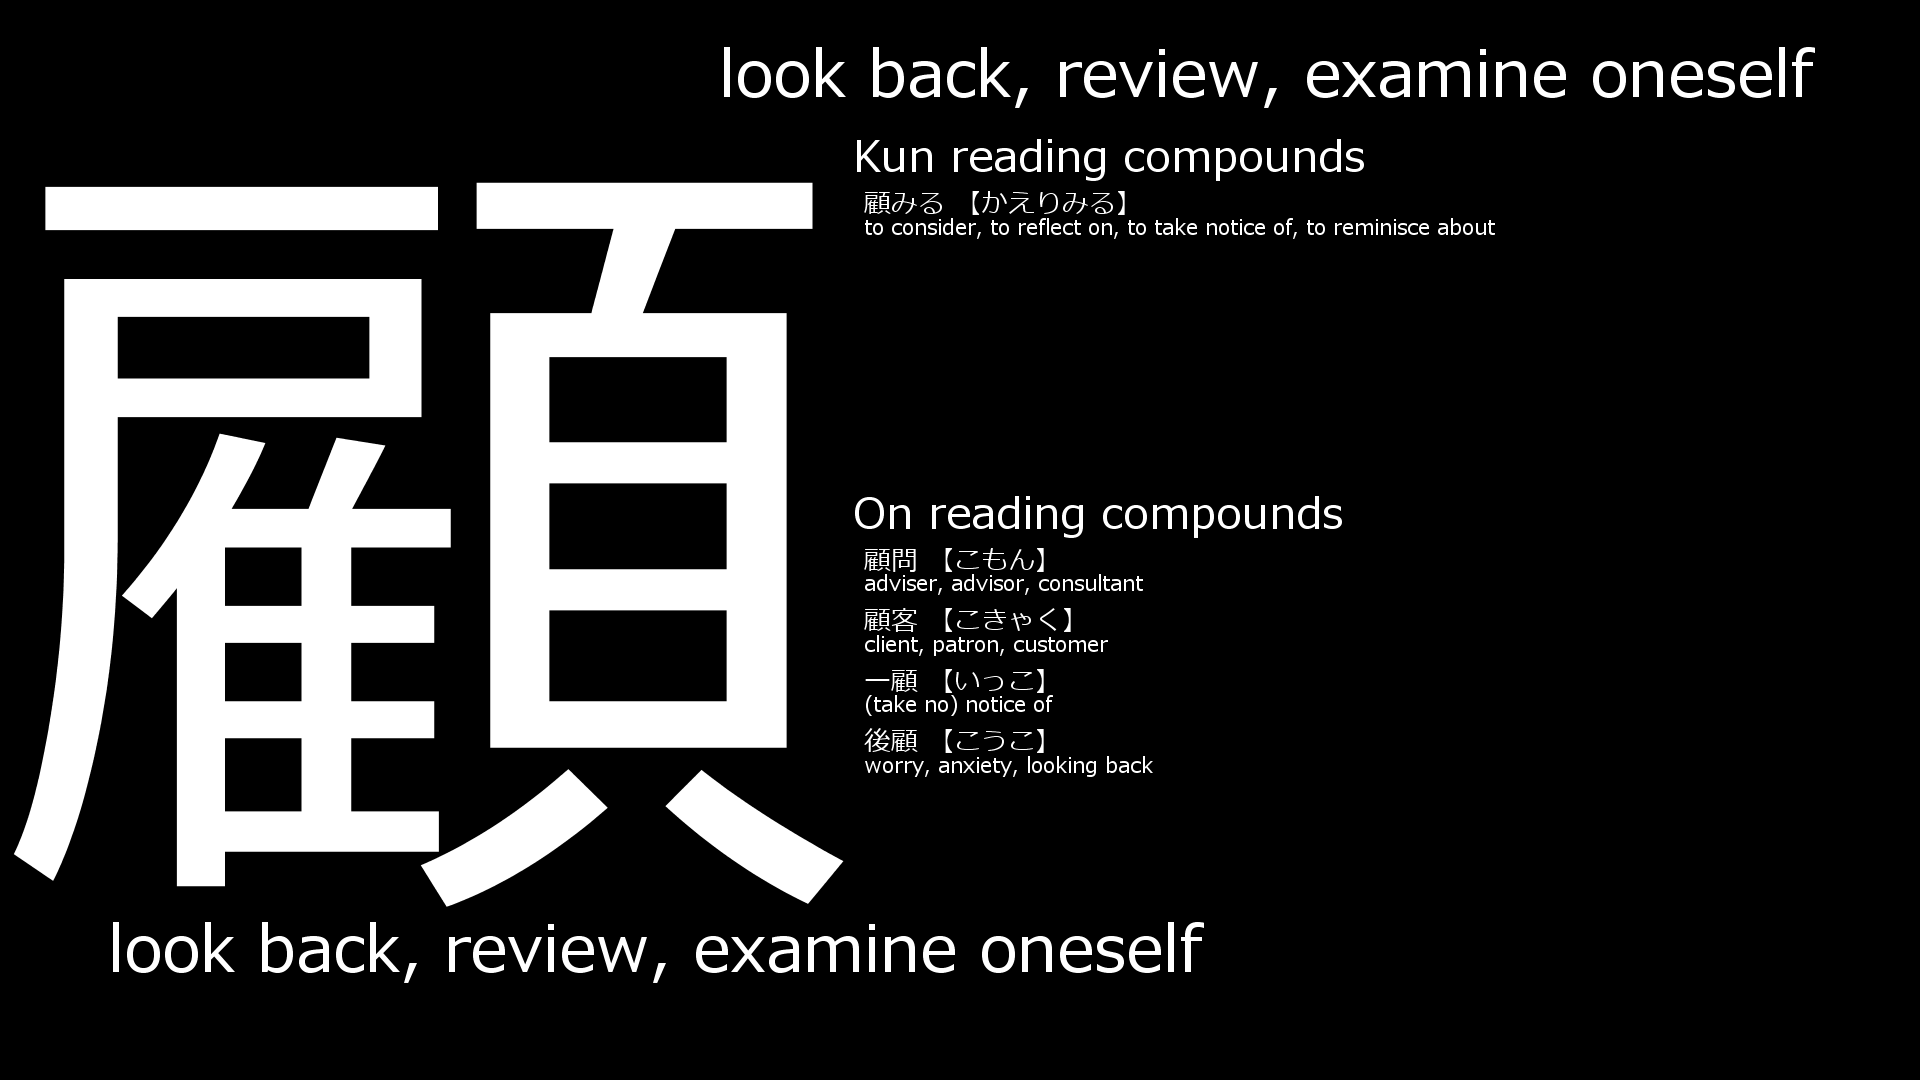 look back, review, examine oneself
顧
Kun reading compounds
顧みる 【かえりみる】
to consider, to reflect on, to take notice of, to reminisce about
On reading compounds
顧問 【こもん】
adviser, advisor, consultant
顧客 【こきゃく】
client, patron, customer
一顧 【いっこ】
(take no) notice of
後顧 【こうこ】
worry, anxiety, looking back
look back, review, examine oneself